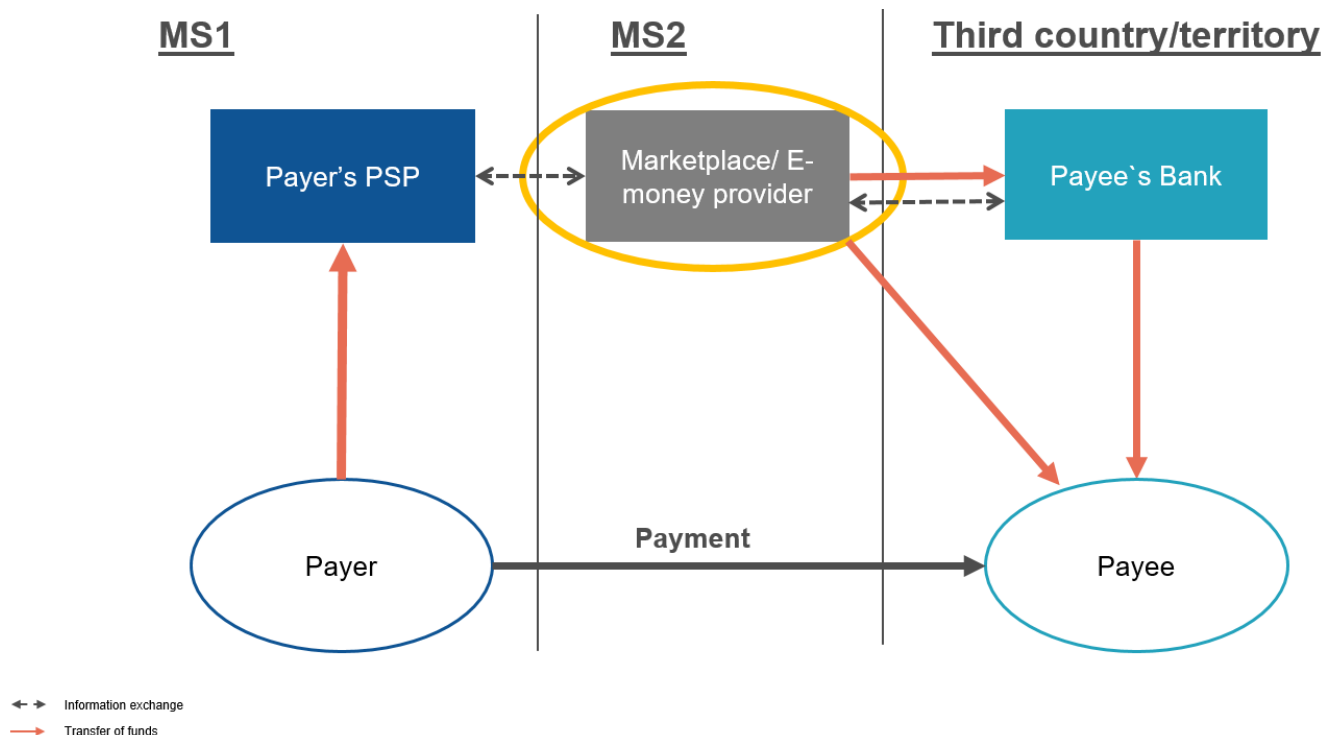 MS1
MS2
Third country/territory
Payer’s PSP
Marketplace/ E-
money provider
Payee`s Bank
Payment
Payer
Payee
Information exchange
Transfer of funds